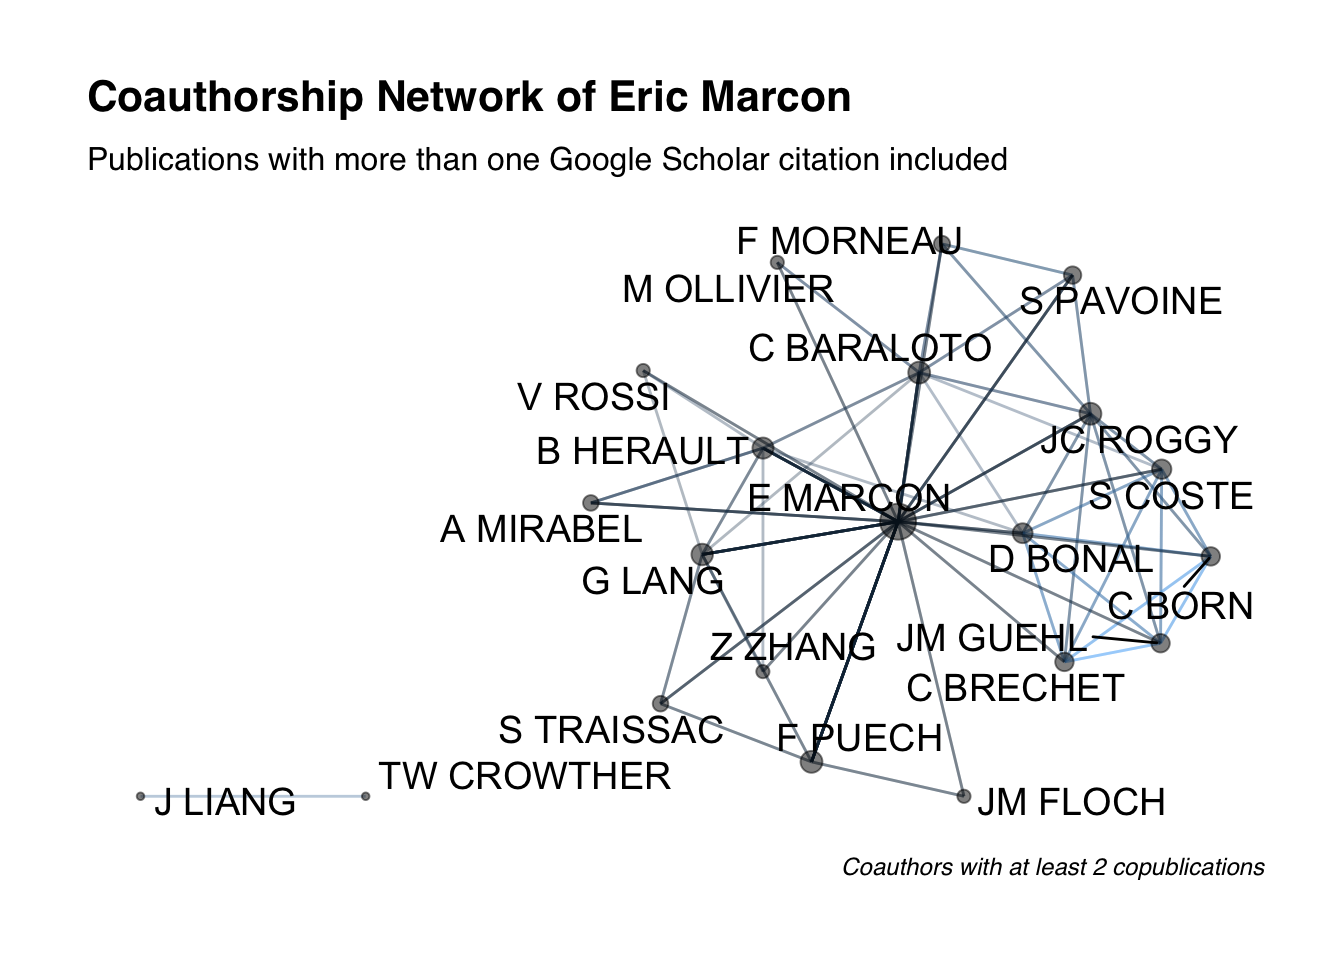 Coauthorship Network of Eric Marcon
Publications with more than one Google Scholar citation included
F MORNEAU
M OLLIVIER
S PAVOINE
C BARALOTO
V ROSSI
JC ROGGY
B HERAULT
E MARCON
S COSTE
A MIRABEL
D BONAL
G LANG
C BORN
JM GUEHL
Z ZHANG
C BRECHET
S TRAISSAC
F PUECH
TW CROWTHER
J LIANG
JM FLOCH
Coauthors with at least 2 copublications